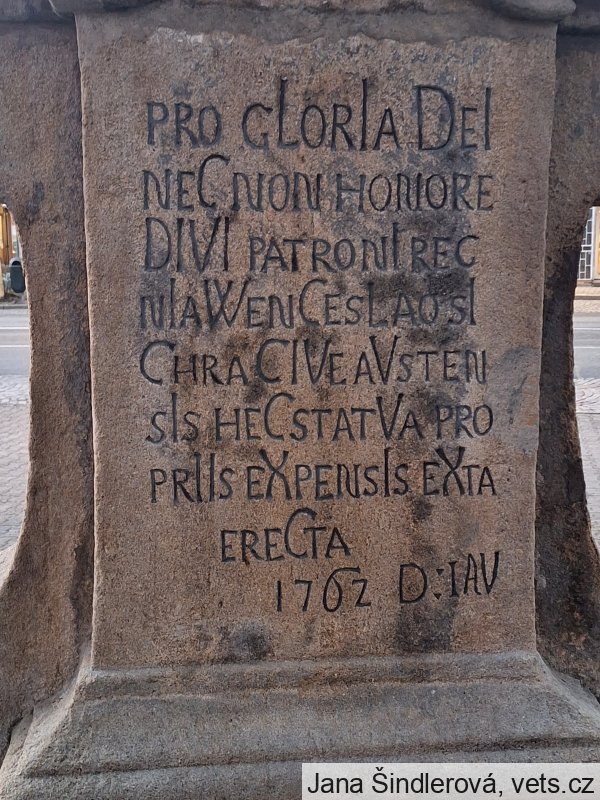 PRO GLORIA DEI
NEC NON HONORE
DIVI PATRONI REC
NIA WENCESLAO SI
CHRA CIVE AVSTEN
SIS HEC STATVA PRO
PRIIS EXPENSIS EXTA
ERECTA
1762 D:IAV
Jana Šindlerová, vets.cz